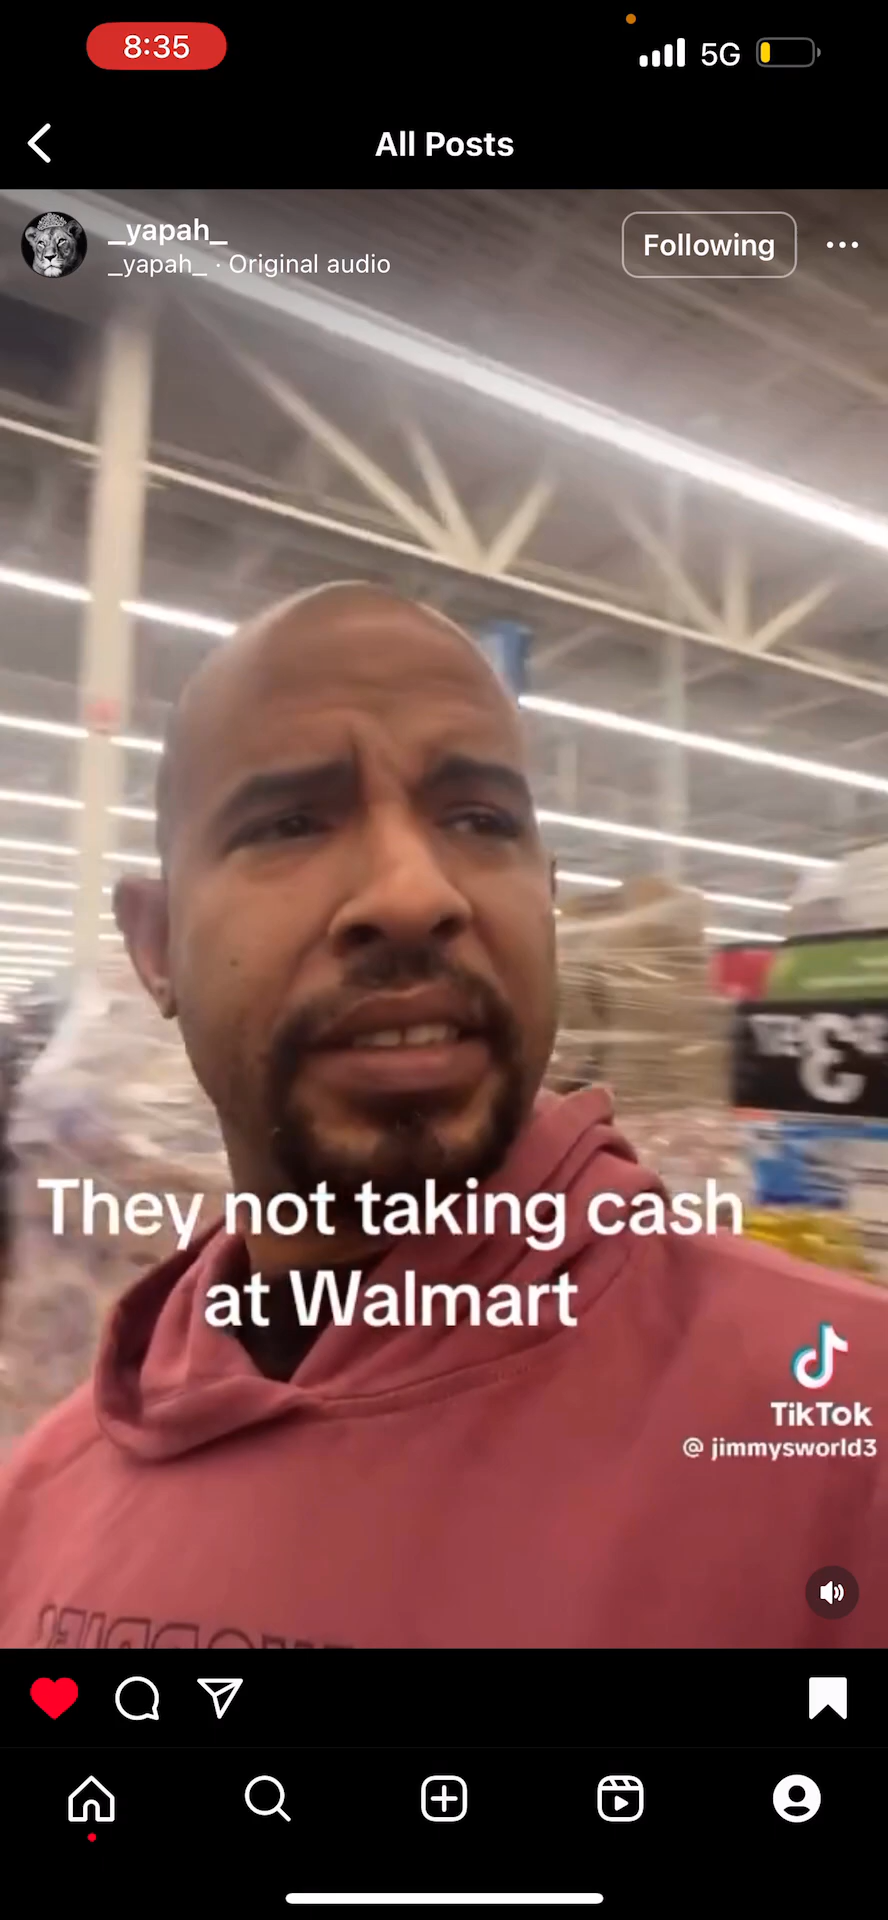 8:35
5G
All Posts
_yapah_
_yapah_ · Original audio
Following
They not taking cash
at Walmart
TikTok
@ jimmysworld3